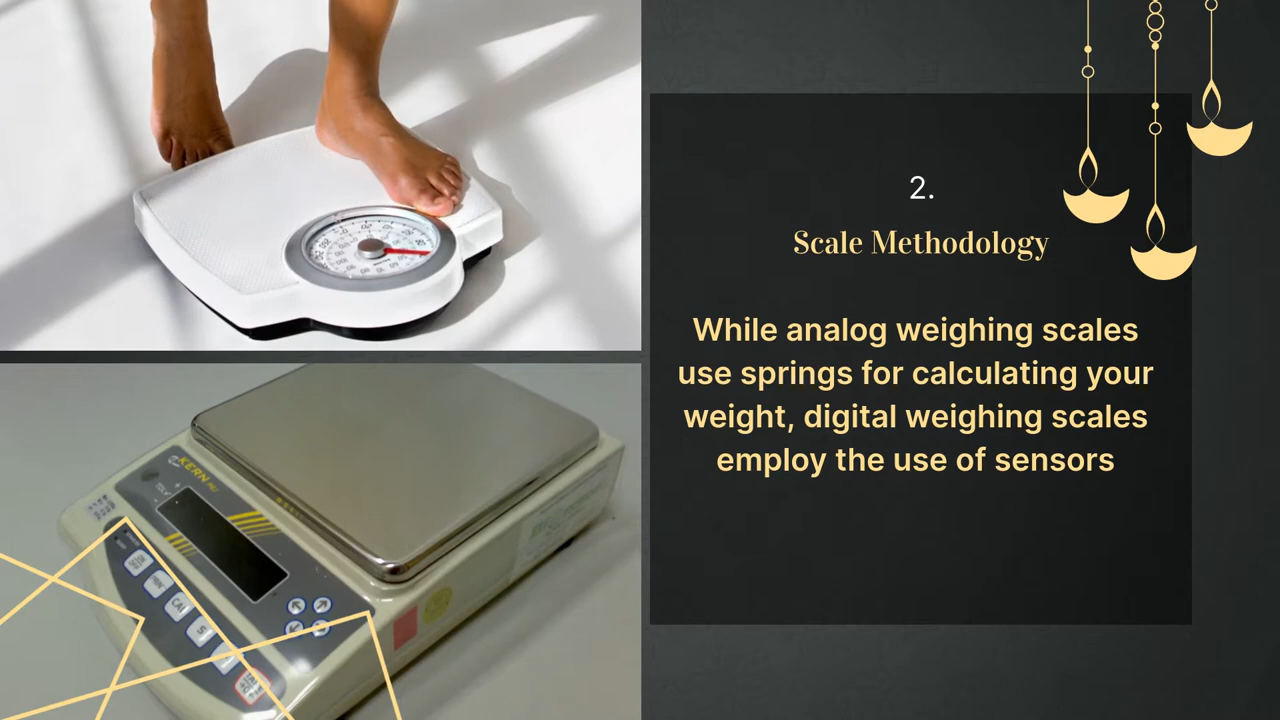 2.
Scale Methodology
While analog weighing scales
use springs for calculating your
weight, digital weighing scales
employ the use of sensors
KERN
CAL